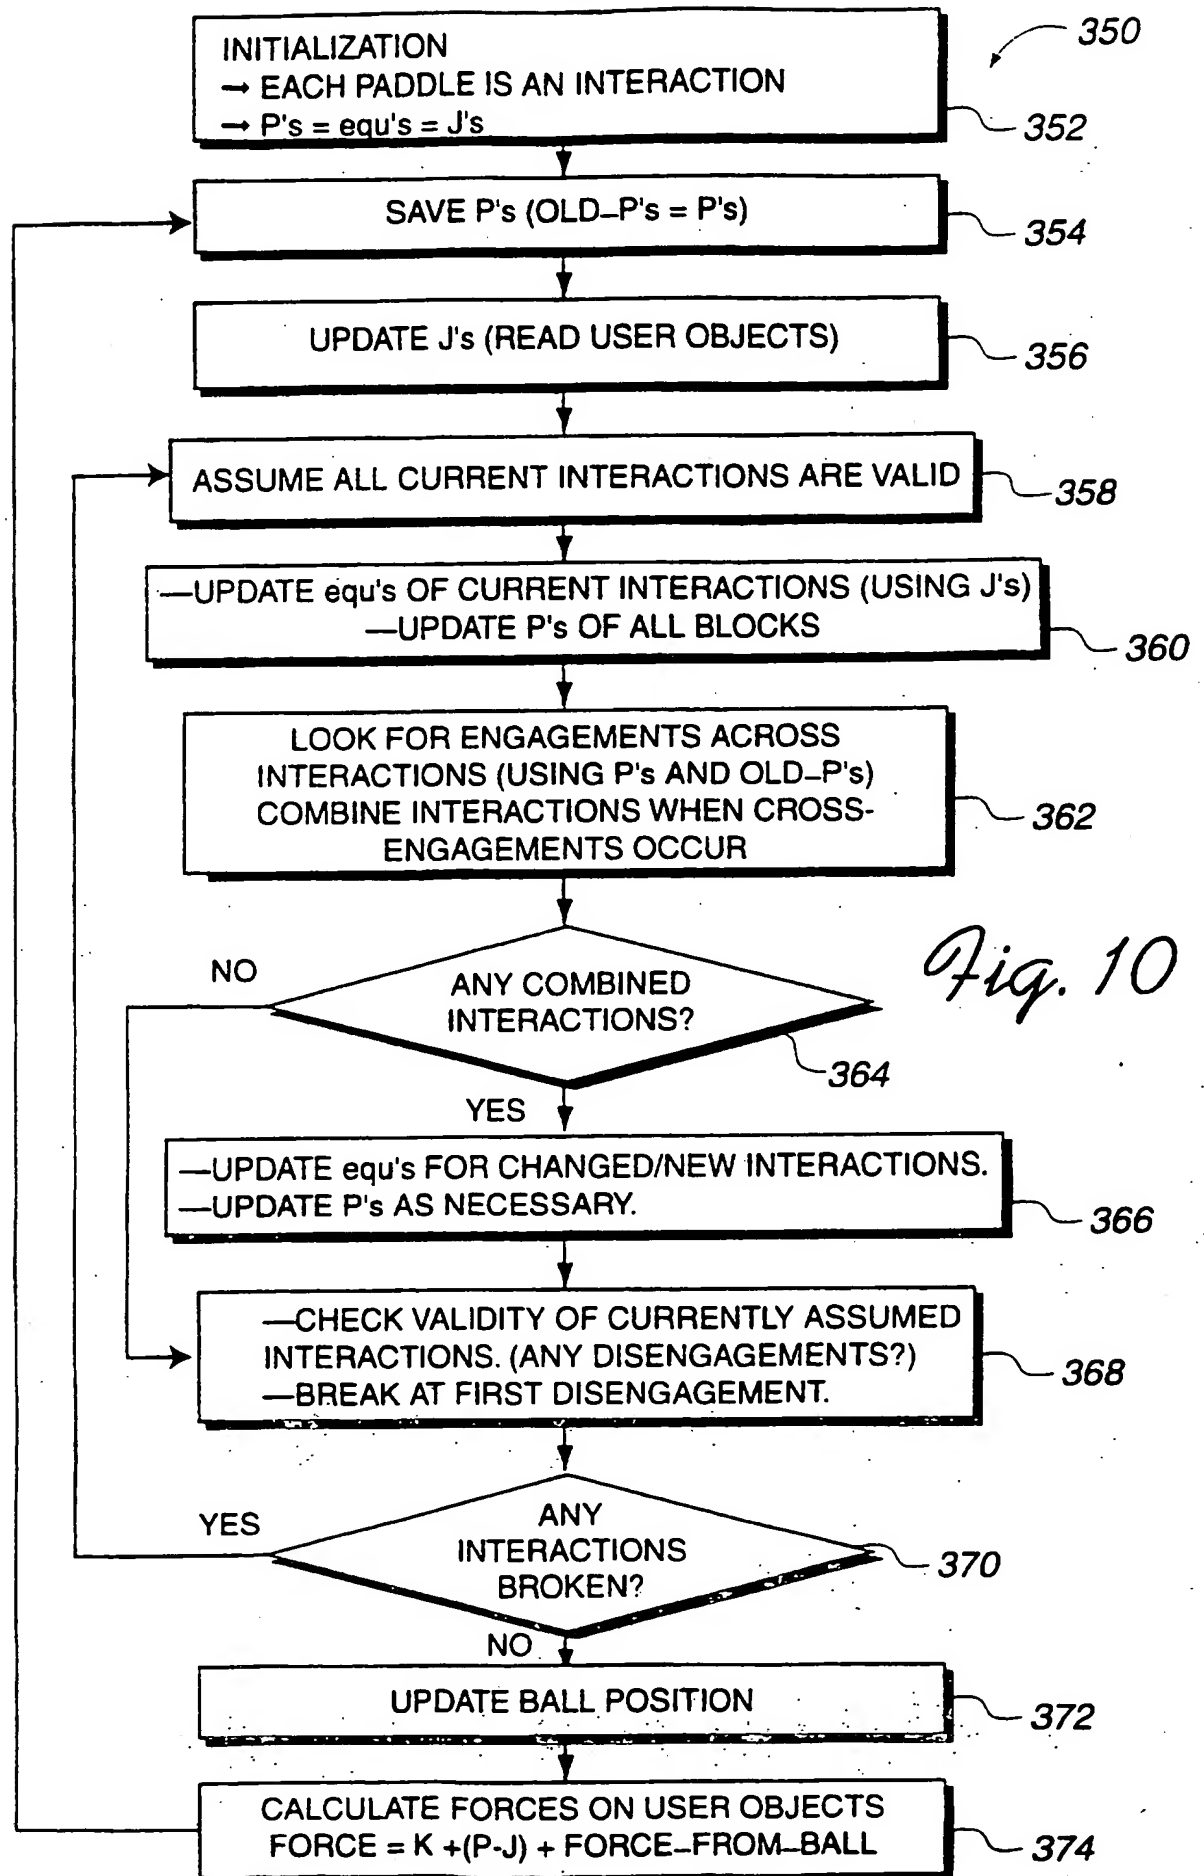 350
INITIALIZATION
→ EACH PADDLE IS AN INTERACTION
→ P's = equ's = J's
352
SAVE P's (OLD–P's = P's)
354
UPDATE J's (READ USER OBJECTS)
356
ASSUME ALL CURRENT INTERACTIONS ARE VALID
358
—UPDATE equ's OF CURRENT INTERACTIONS (USING J's)
—UPDATE P's OF ALL BLOCKS
360
LOOK FOR ENGAGEMENTS ACROSS
INTERACTIONS (USING P's AND OLD–P's)
COMBINE INTERACTIONS WHEN CROSS-
ENGAGEMENTS OCCUR
362
Fig. 10
NO
ANY COMBINED
INTERACTIONS?
364
YES
—UPDATE equ's FOR CHANGED/NEW INTERACTIONS.
—UPDATE P's AS NECESSARY.
366
—CHECK VALIDITY OF CURRENTLY ASSUMED
INTERACTIONS. (ANY DISENGAGEMENTS?)
—BREAK AT FIRST DISENGAGEMENT.
368
YES
ANY
INTERACTIONS
BROKEN?
370
NO
UPDATE BALL POSITION
372
CALCULATE FORCES ON USER OBJECTS
FORCE = K +(P-J) + FORCE–FROM–BALL
374